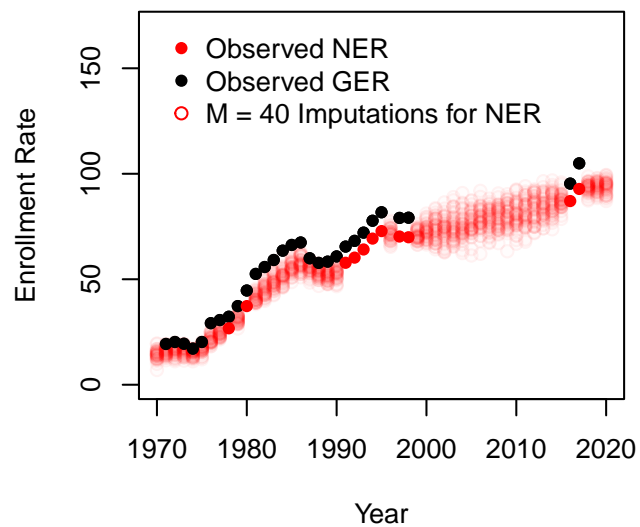 Observed NER
Observed GER
M = 40 Imputations for NER
Enrollment Rate
150
100
50
0
1970 1980 1990 2000 2010 2020
Year